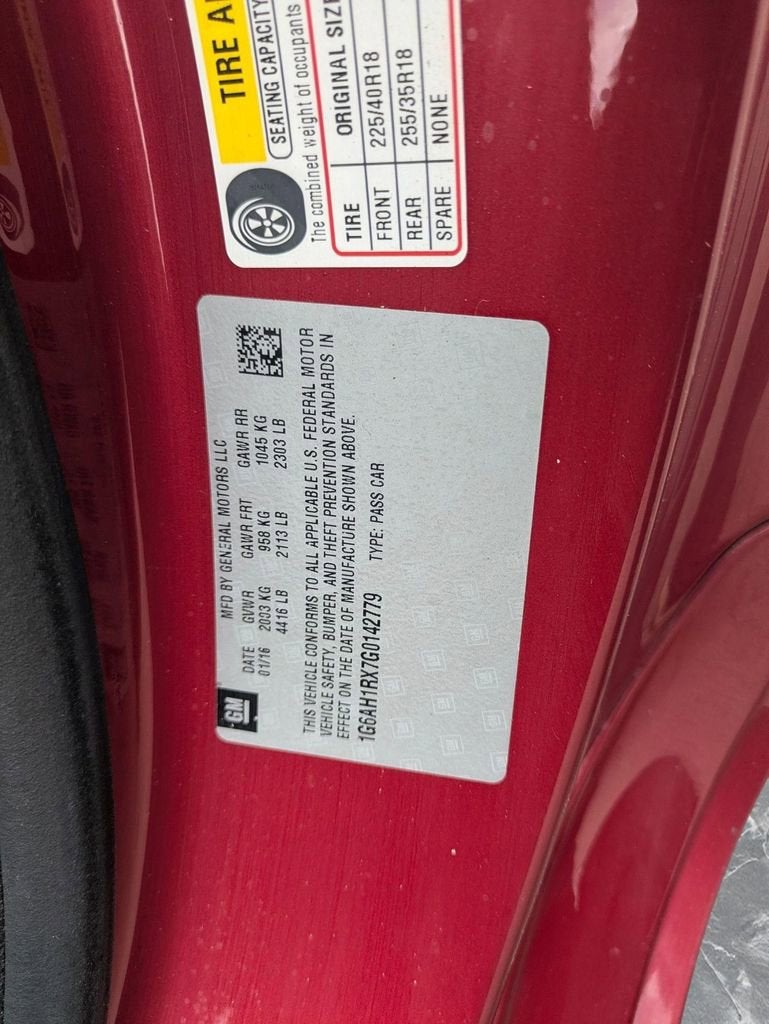 TIRE
SEATING CAPACITY
The combined weight of occupants
TIRE ORIGINAL SIZE
FRONT 225/40R18
REAR 255/35R18
SPARE NONE
GM
MFD BY GENERAL MOTORS LLC
DATE GVWR GAWR FRT GAWR RR
01/16 2003 KG 958 KG 1045 KG
4416 LB 2113 LB 2303 LB
THIS VEHICLE CONFORMS TO ALL APPLICABLE U.S. FEDERAL MOTOR
VEHICLE SAFETY, BUMPER, AND THEFT PREVENTION STANDARDS IN
EFFECT ON THE DATE OF MANUFACTURE SHOWN ABOVE.
1G6AH1RX7G0142779 TYPE: PASS CAR